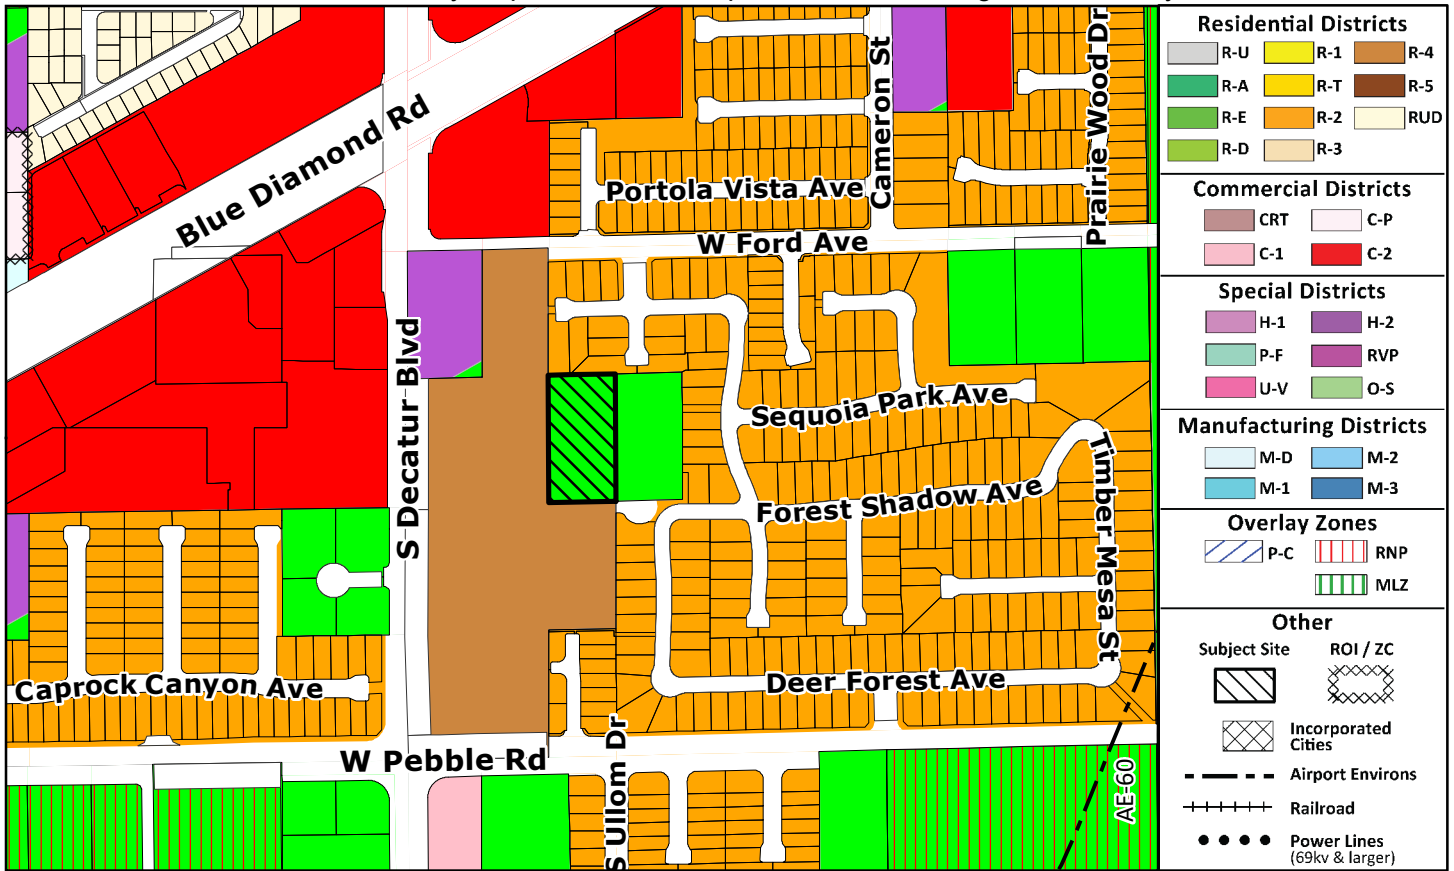 Blue Diamond Rd
Cameron St
Prairie Wood Dr
Portola Vista Ave
W Ford Ave
S Decatur Blvd
Sequoia Park Ave
Forest Shadow Ave
Timber Mesa St
Caprock Canyon Ave
Deer Forest Ave
W Pebble Rd
S Ullom Dr
AE-60
Residential Districts
R-U R-1 R-4
R-A R-T R-5
R-E R-2 RUD
R-D R-3
Commercial Districts
CRT C-P
C-1 C-2
Special Districts
H-1 H-2
P-F RVP
U-V O-S
Manufacturing Districts
M-D M-2
M-1 M-3
Overlay Zones
P-C RNP
MLZ
Other
Subject Site ROI / ZC
Incorporated
Cities
Airport Environs
Railroad
Power Lines
(69kv & larger)